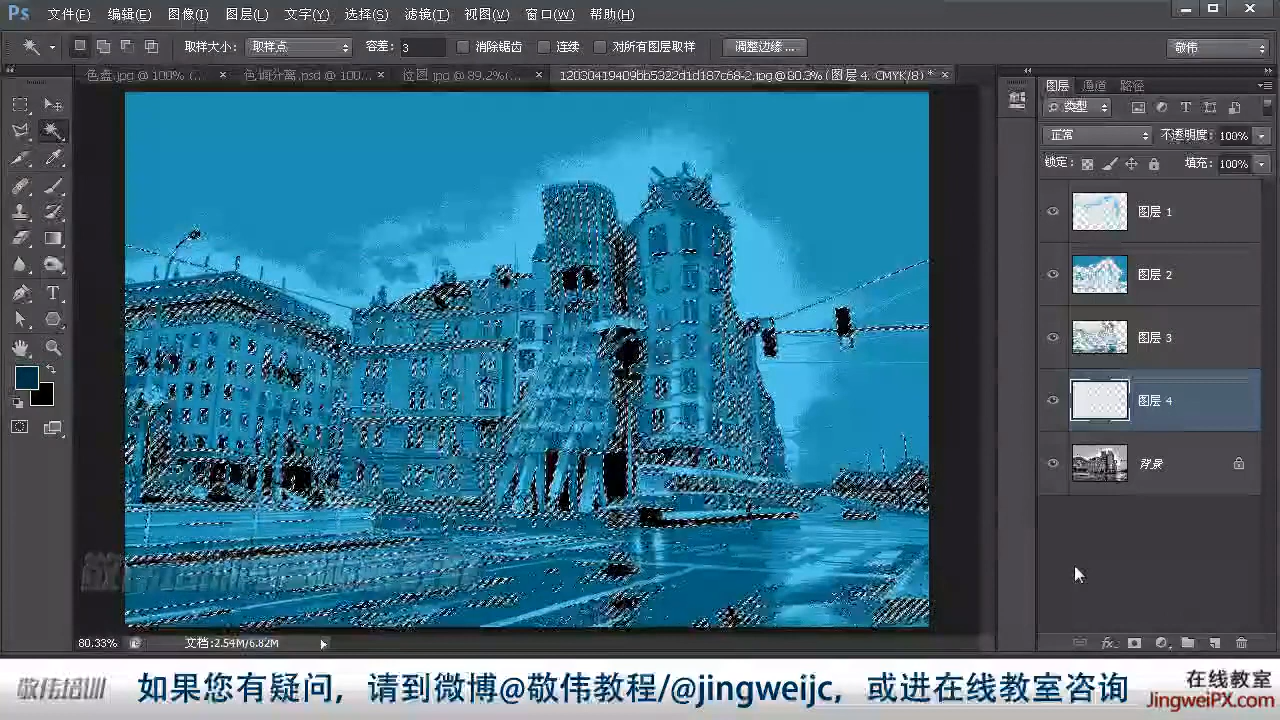 Ps 文件(F) 编辑(E) 图像(I) 图层(L) 文字(Y) 选择(S) 滤镜(T) 视图(V) 窗口(W) 帮助(H)
取样大小: 取样点 容差: 3 消除锯齿 连续 对所有图层取样 调整边缘... 敬伟
色盘.jpg @ 100% ( × 色调分离.psd @ 100... × 位图.jpg × 图层 4, CMYK/8) * ×
图层 通道 路径
类型
正常 不透明度: 100%
锁定: 填充: 100%
图层 1
图层 2
图层 3
图层 4
背景
80.33% 文档:2.54M/6.82M
敬伟培训 如果您有疑问，请到微博@敬伟教程/@jingweijc，或进在线教室咨询
在线教室
JingweiPX.com